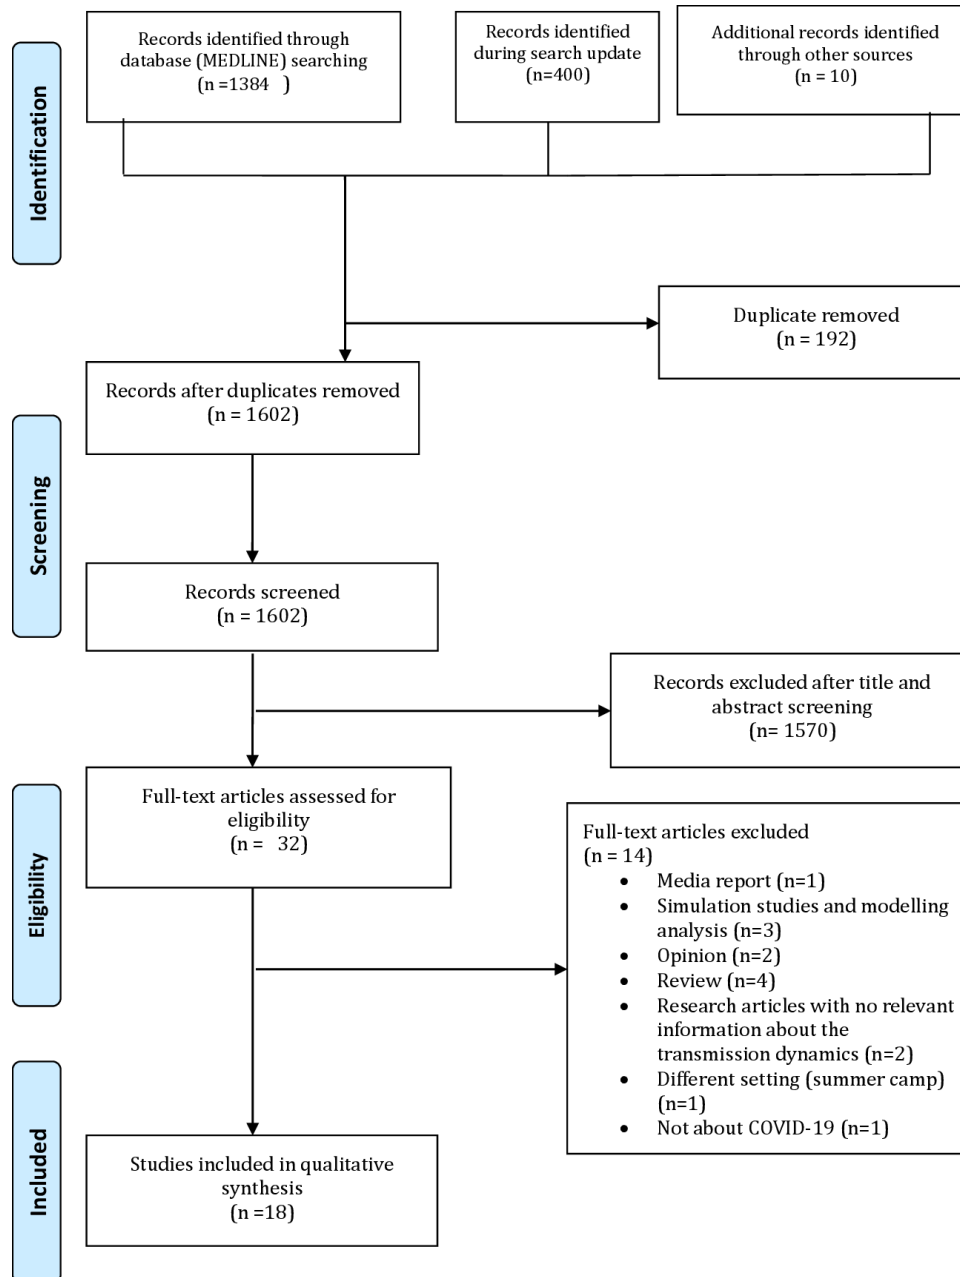 Identification
Records identified through
database (MEDLINE) searching
(n =1384 )
Records identified
during search update
(n=400)
Additional records identified
through other sources
(n = 10)
Duplicate removed
(n = 192)
Records after duplicates removed
(n = 1602)
Screening
Records screened
(n = 1602)
Records excluded after title and
abstract screening
(n= 1570)
Eligibility
Full-text articles assessed for
eligibility
(n = 32)
Full-text articles excluded
(n = 14)
• Media report (n=1)
• Simulation studies and modelling
analysis (n=3)
• Opinion (n=2)
• Review (n=4)
• Research articles with no relevant
information about the
transmission dynamics (n=2)
• Different setting (summer camp)
(n=1)
• Not about COVID-19 (n=1)
Included
Studies included in qualitative
synthesis
(n =18)